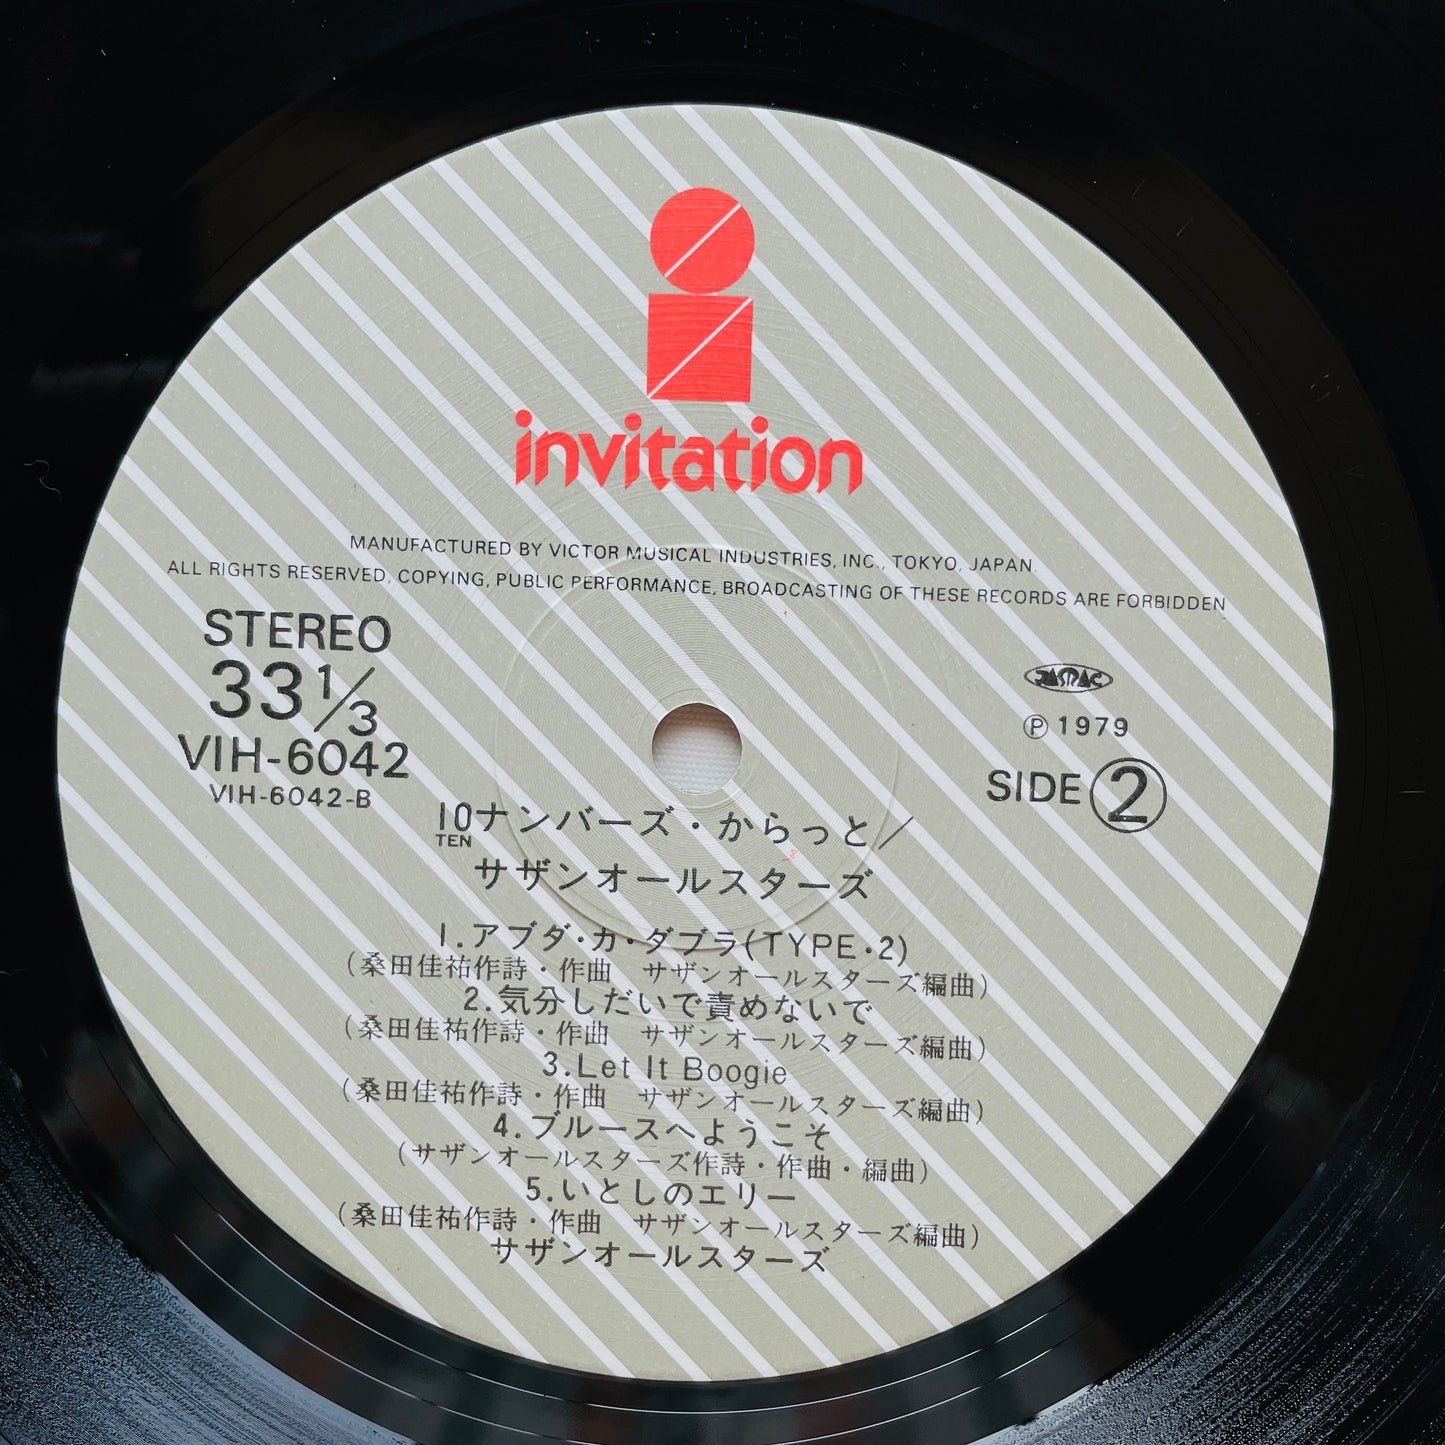 invitation
MANUFACTURED BY VICTOR MUSICAL INDUSTRIES, INC., TOKYO, JAPAN.
ALL RIGHTS RESERVED, COPYING, PUBLIC PERFORMANCE, BROADCASTING OF THESE RECORDS ARE FORBIDDEN
STEREO
33 1/3
VIH-6042
VIH-6042-B
JASRAC
Ⓟ 1979
SIDE ②
10ナンバーズ・からっと/
TEN
サザンオールスターズ
1.アブダ・カ・ダブラ(TYPE・2)
(桑田佳祐作詩・作曲　サザンオールスターズ編曲)
2.気分しだいで責めないで
(桑田佳祐作詩・作曲　サザンオールスターズ編曲)
3.Let It Boogie
(桑田佳祐作詩・作曲　サザンオールスターズ編曲)
4.ブルースへようこそ
(サザンオールスターズ作詩・作曲・編曲)
5.いとしのエリー
(桑田佳祐作詩・作曲　サザンオールスターズ編曲)
サザンオールスターズ